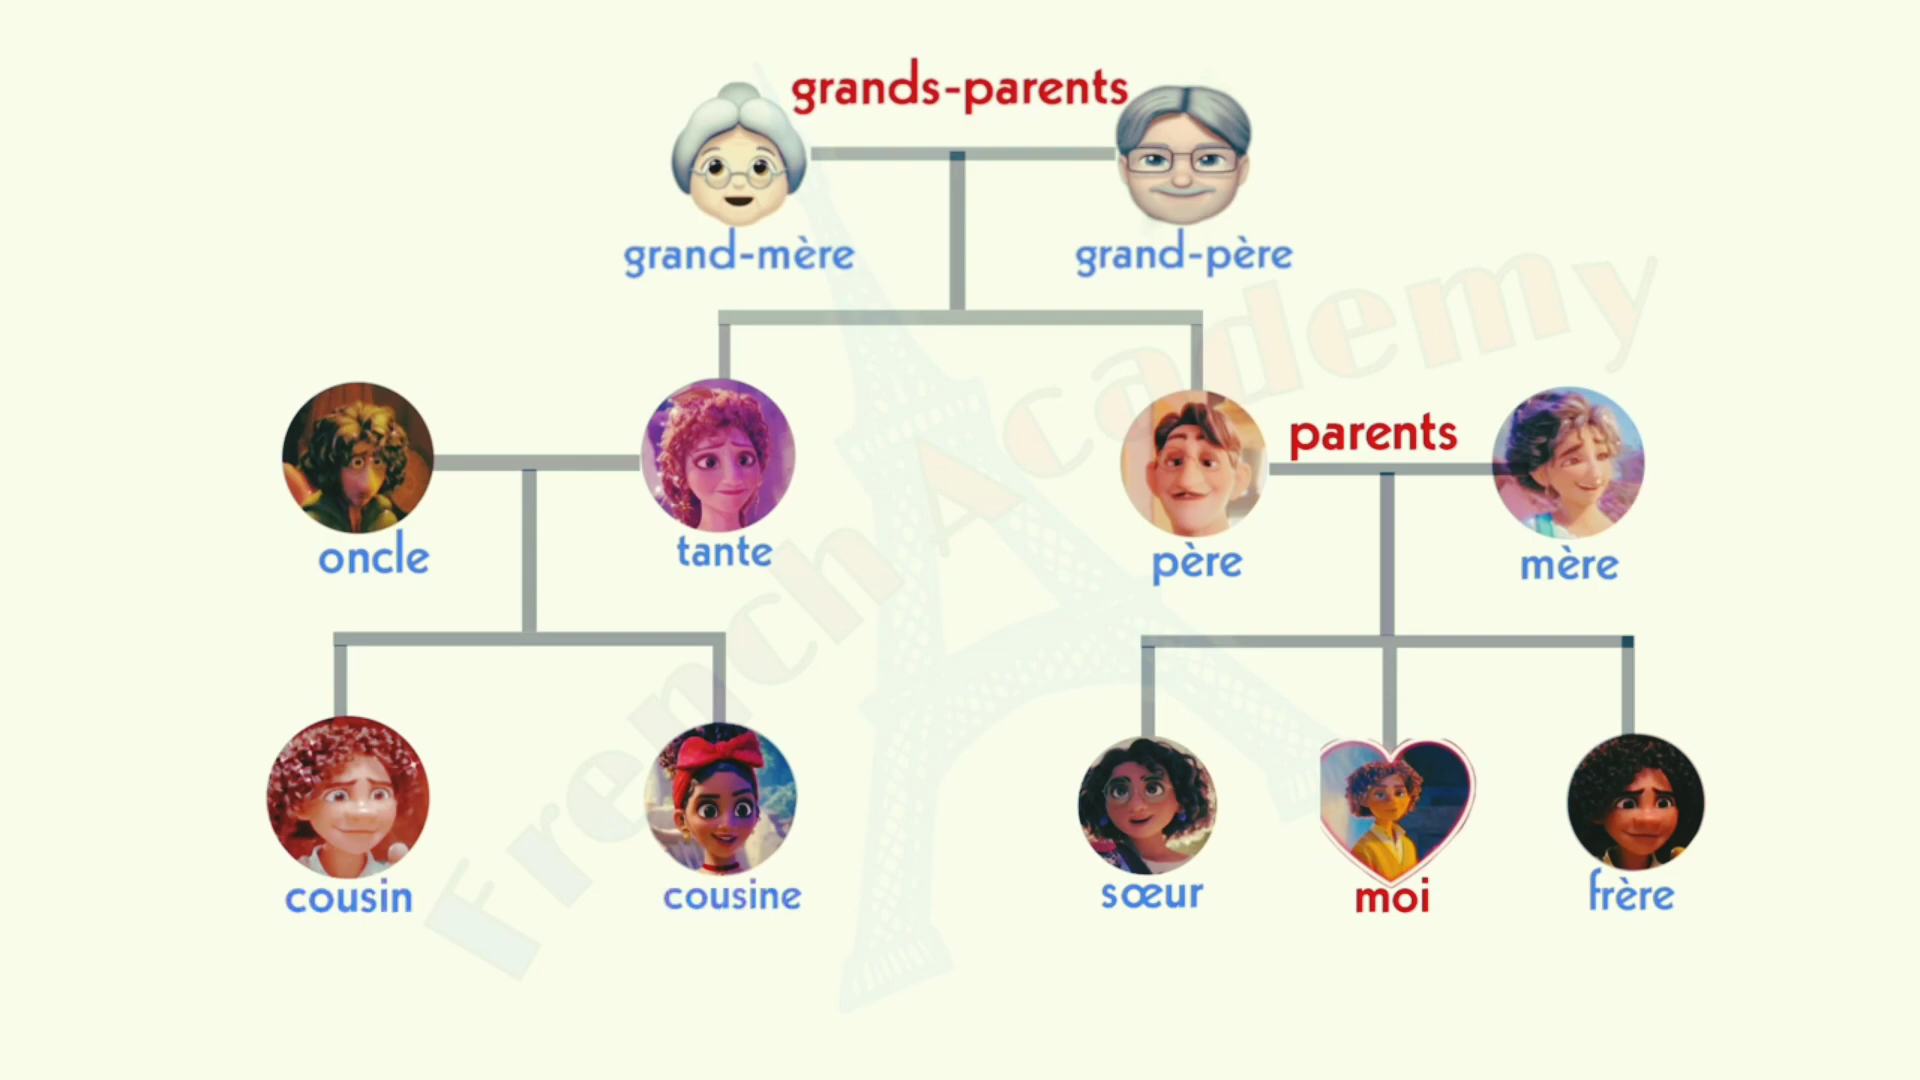 grands-parents
grand-mère
grand-père
parents
oncle
tante
père
mère
cousin
cousine
sœur
moi
frère
French Academy